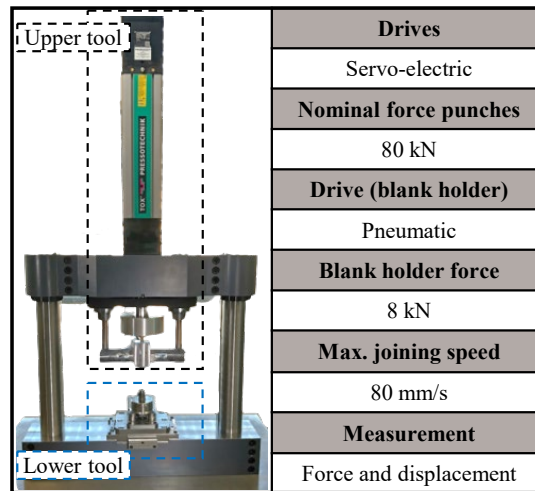 Upper tool
TOX PRESSOTECHNIK
Lower tool
Drives
Servo-electric
Nominal force punches
80 kN
Drive (blank holder)
Pneumatic
Blank holder force
8 kN
Max. joining speed
80 mm/s
Measurement
Force and displacement